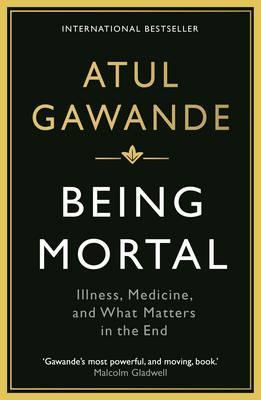 INTERNATIONAL BESTSELLER
ATUL
GAWANDE
BEING
MORTAL
Illness, Medicine,
and What Matters
in the End
‘Gawande’s most powerful, and moving, book.’
Malcolm Gladwell